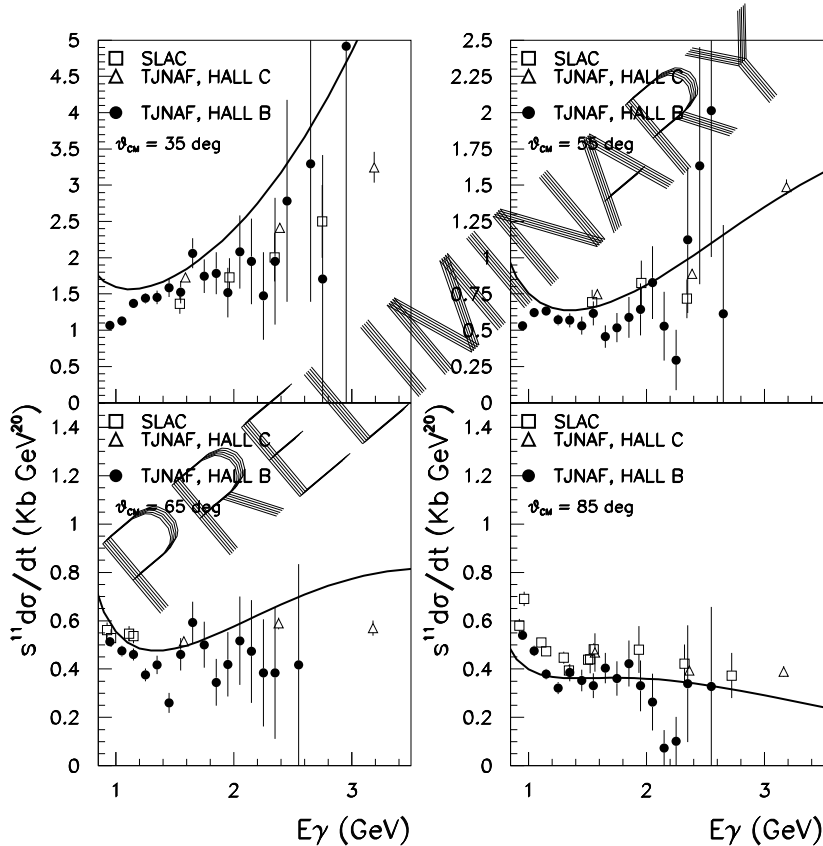 5
4.5
4
3.5
3
2.5
2
1.5
1
0.5
0
SLAC
TJNAF, HALL C
TJNAF, HALL B
ϑCM = 35 deg
2.5
2.25
2
1.75
1.5
1.25
1
0.75
0.5
0.25
0
SLAC
TJNAF, HALL C
TJNAF, HALL B
ϑCM = 55 deg
s¹¹dσ/dt (Kb GeV²⁰)
1.4
1.2
1
0.8
0.6
0.4
0.2
0
SLAC
TJNAF, HALL C
TJNAF, HALL B
ϑCM = 65 deg
1 2 3
Eγ (GeV)
s¹¹dσ/dt (Kb GeV²⁰)
1.4
1.2
1
0.8
0.6
0.4
0.2
0
SLAC
TJNAF, HALL C
TJNAF, HALL B
ϑCM = 85 deg
1 2 3
Eγ (GeV)
PRELIMINARY